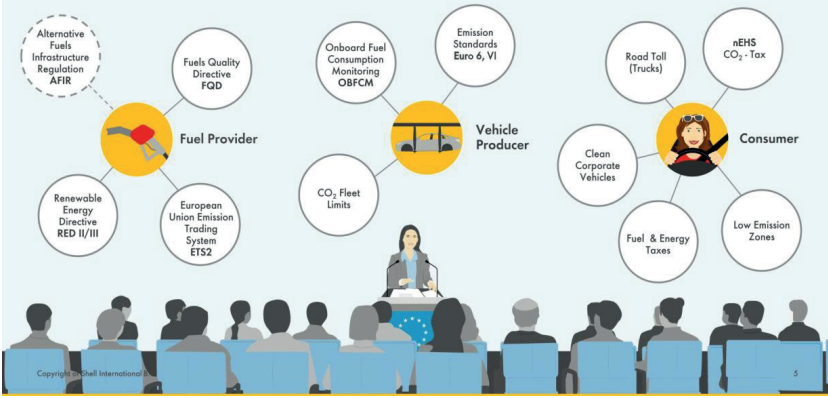 Alternative
Fuels
Infrastructure
Regulation
AFIR
Fuels Quality
Directive
FQD
Fuel Provider
Renewable
Energy
Directive
RED II/III
European
Union Emission
Trading
System
ETS2
Onboard Fuel
Consumption
Monitoring
OBFCM
Emission
Standards
Euro 6, VI
Vehicle
Producer
CO₂ Fleet
Limits
Road Toll
(Trucks)
nEHS
CO₂ - Tax
Consumer
Clean
Corporate
Vehicles
Fuel & Energy
Taxes
Low Emission
Zones
Copyright of Shell International
5